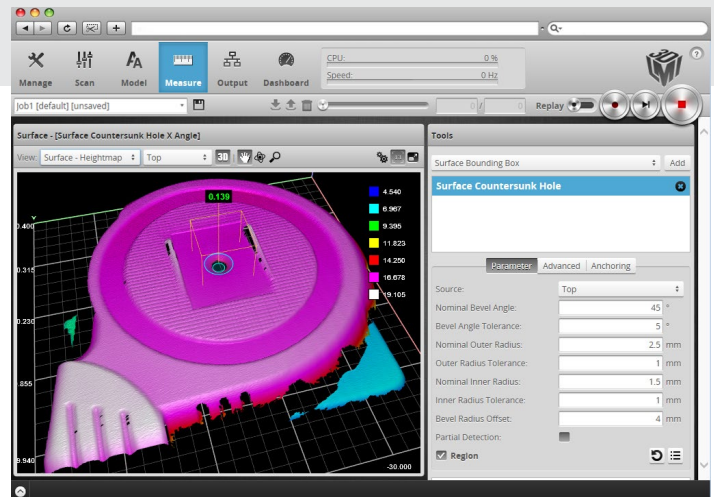 Manage Scan Model Measure Output Dashboard
CPU: 0 %
Speed: 0 Hz
Job1 [default] [unsaved]
0 / 0
Replay
Surface - [Surface Countersunk Hole X Angle]
View: Surface - Heightmap Top 3D
0.139
4.540
6.967
9.395
11.823
14.250
16.678
19.105
Y
0.400
0.315
0.230
.855
9.940
-30.000
Tools
Surface Bounding Box Add
Surface Countersunk Hole
Parameter Advanced Anchoring
Source: Top
Nominal Bevel Angle: 45 °
Bevel Angle Tolerance: 5 °
Nominal Outer Radius: 2.5 mm
Outer Radius Tolerance: 1 mm
Nominal Inner Radius: 1.5 mm
Inner Radius Tolerance: 1 mm
Bevel Radius Offset: 4 mm
Partial Detection:
Region